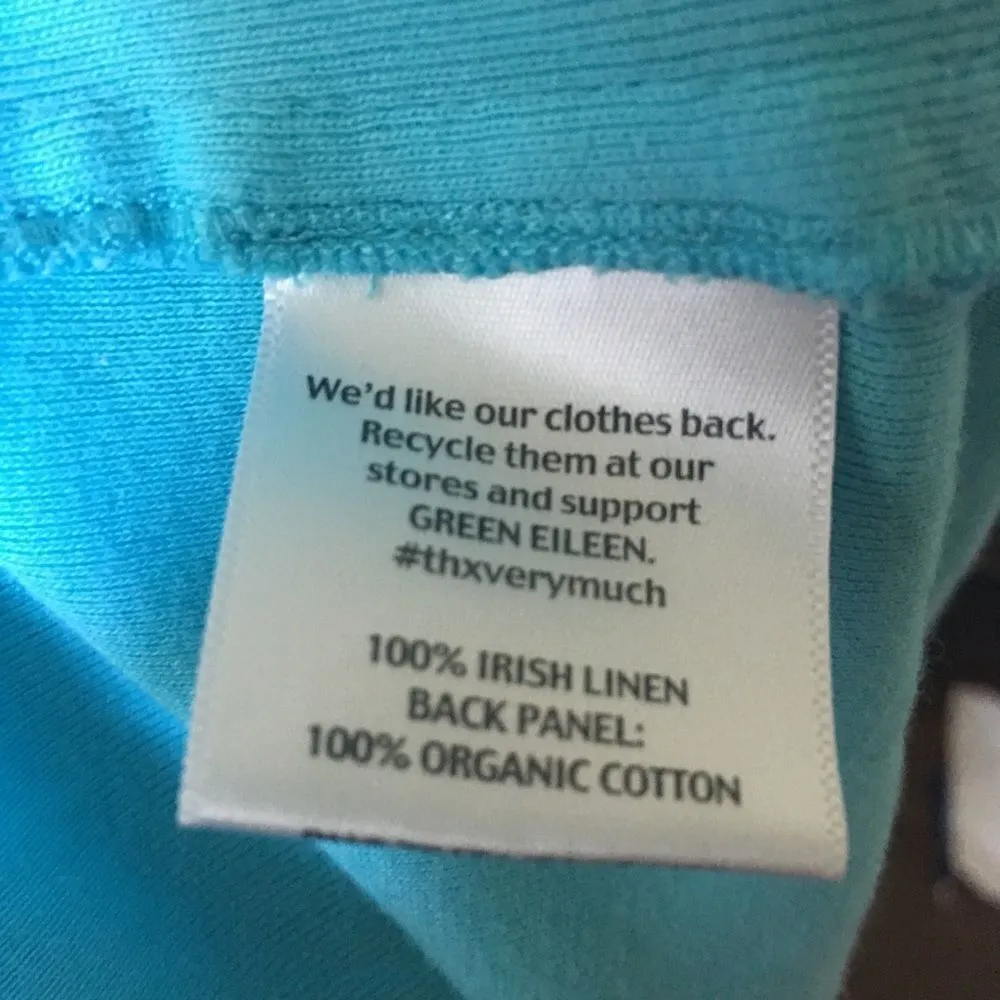 We'd like our clothes back.
Recycle them at our
stores and support
GREEN EILEEN.
#thxverymuch
100% IRISH LINEN
BACK PANEL:
100% ORGANIC COTTON